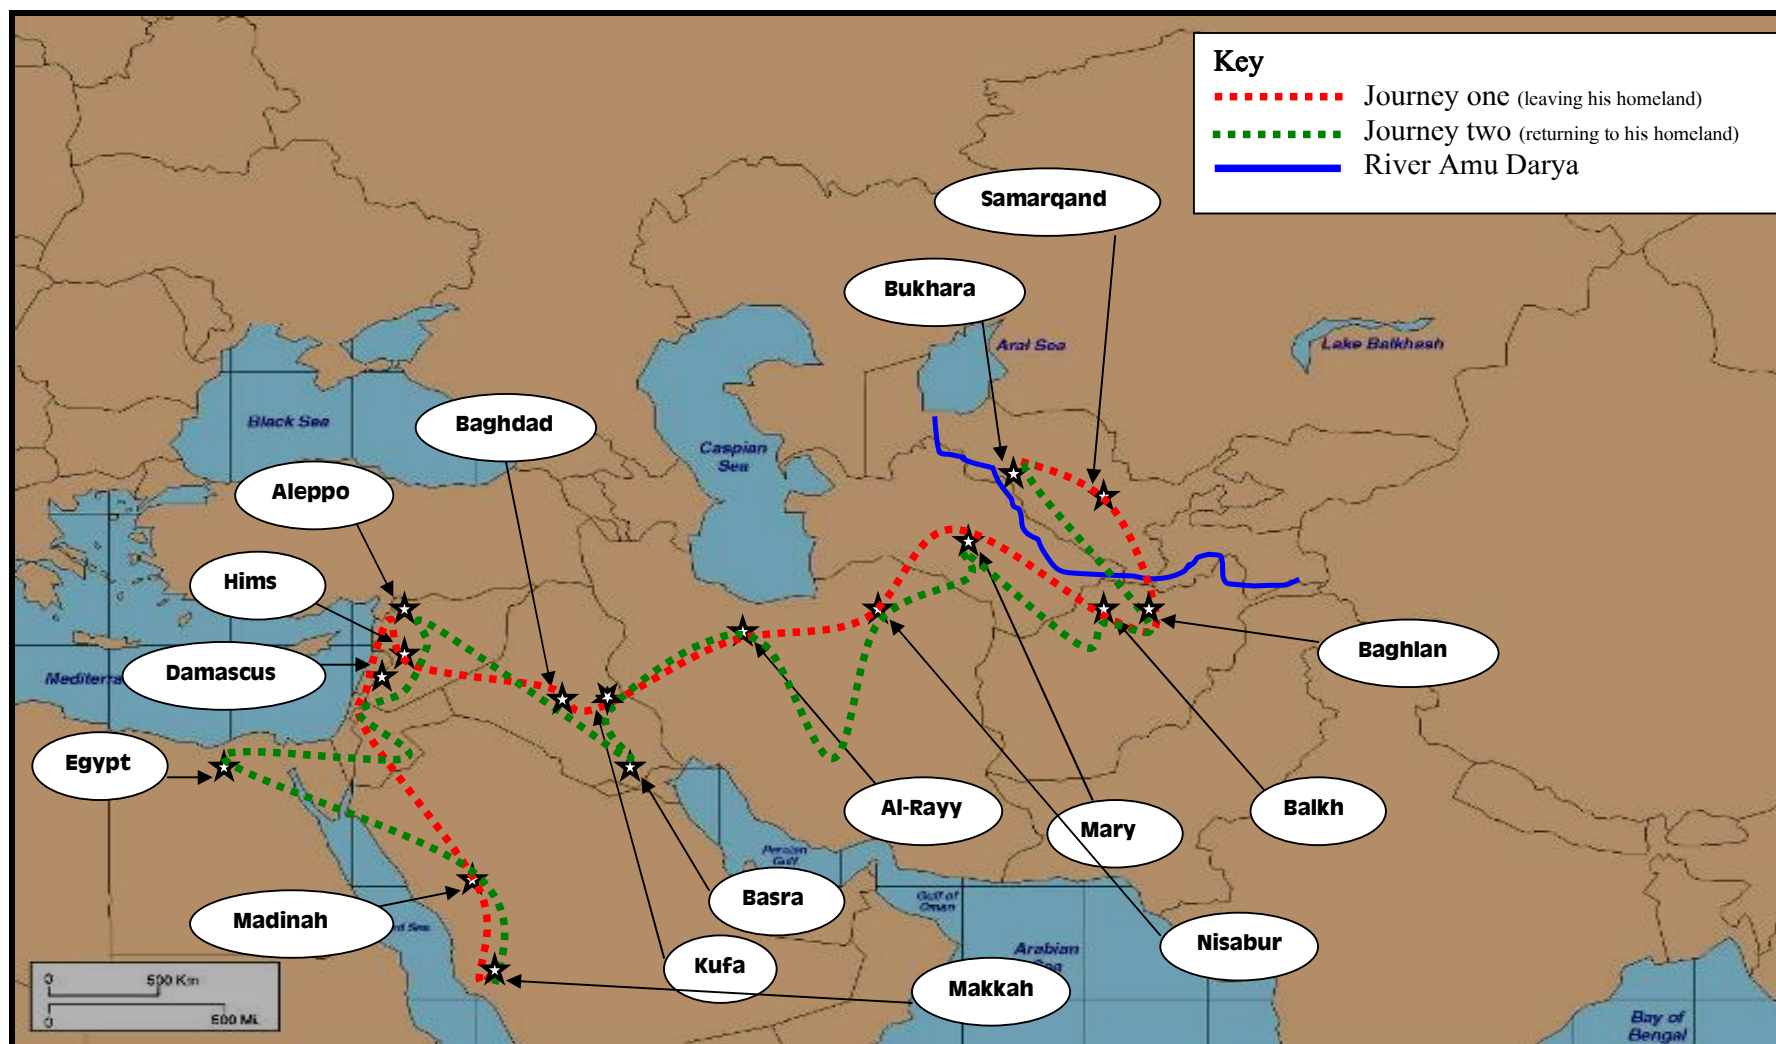 Key
Journey one (leaving his homeland)
Journey two (returning to his homeland)
River Amu Darya
Samarqand
Bukhara
Aral Sea
Lake Balkhash
Black Sea
Baghdad
Caspian
Sea
Aleppo
Hims
Damascus
Baghlan
Egypt
Al-Rayy
Mary
Balkh
Persian
Gulf
Basra
Gulf of
Oman
Madinah
Kufa
Nisabur
Arabian
Makkah
0 500 Km
0 500 Mi.
Bay of
Bengal